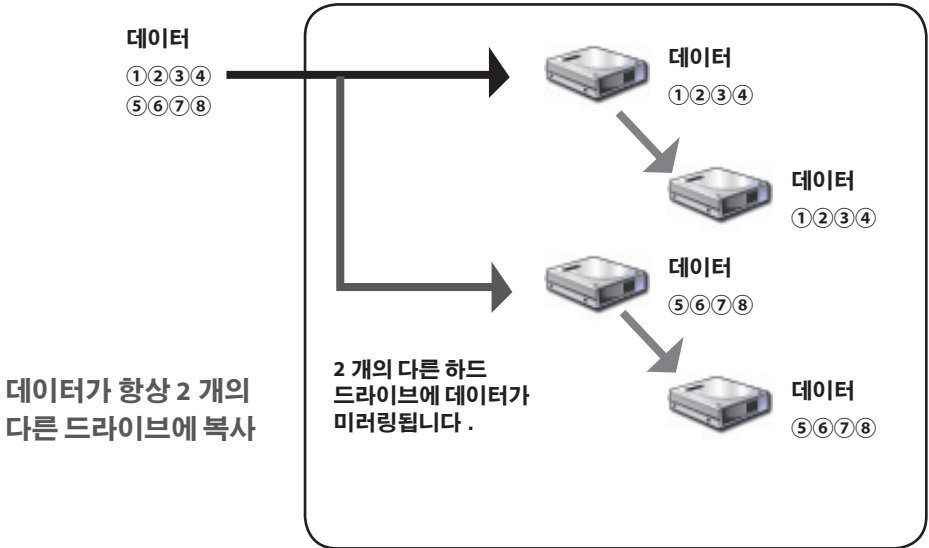 데이터
①②③④
⑤⑥⑦⑧
데이터
①②③④
데이터
①②③④
데이터
⑤⑥⑦⑧
데이터
⑤⑥⑦⑧
2 개의 다른 하드
드라이브에 데이터가
미러링됩니다 .
데이터가 항상 2 개의
다른 드라이브에 복사